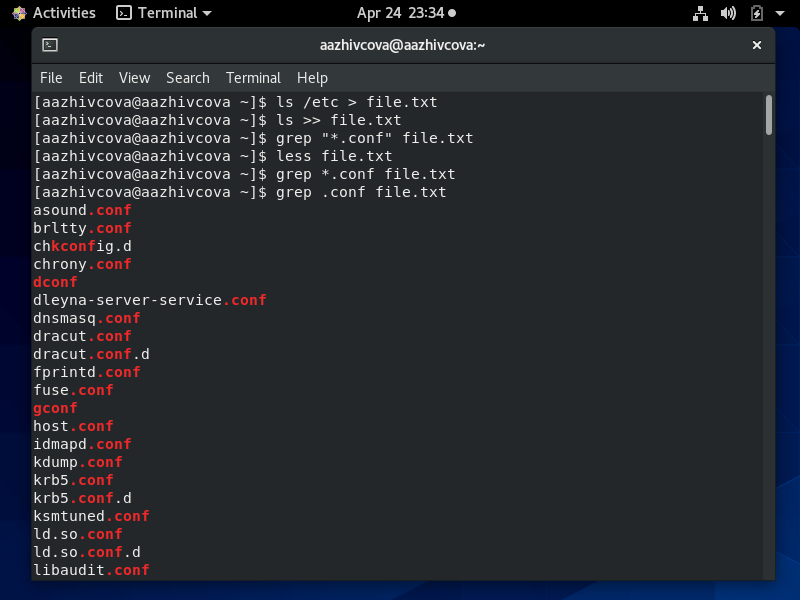 Activities Terminal Apr 24 23:34
aazhivcova@aazhivcova:~
File Edit View Search Terminal Help
[aazhivcova@aazhivcova ~]$ ls /etc > file.txt
[aazhivcova@aazhivcova ~]$ ls >> file.txt
[aazhivcova@aazhivcova ~]$ grep "*.conf" file.txt
[aazhivcova@aazhivcova ~]$ less file.txt
[aazhivcova@aazhivcova ~]$ grep *.conf file.txt
[aazhivcova@aazhivcova ~]$ grep .conf file.txt
asound.conf
brltty.conf
chkconfig.d
chrony.conf
dconf
dleyna-server-service.conf
dnsmasq.conf
dracut.conf
dracut.conf.d
fprintd.conf
fuse.conf
gconf
host.conf
idmapd.conf
kdump.conf
krb5.conf
krb5.conf.d
ksmtuned.conf
ld.so.conf
ld.so.conf.d
libaudit.conf